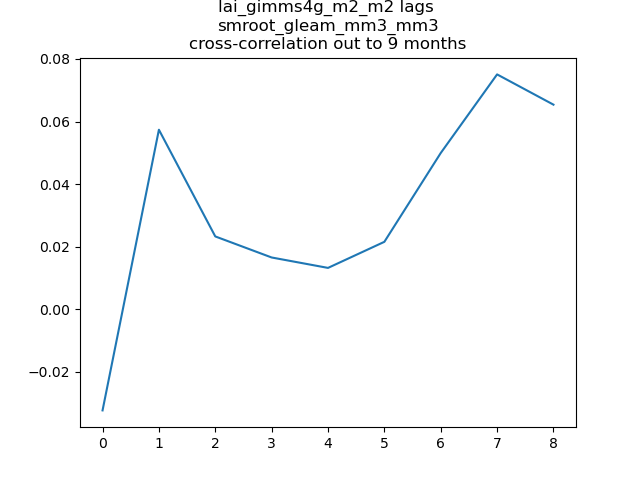 lai_gimms4g_m2_m2 lags
smroot_gleam_mm3_mm3
cross-correlation out to 9 months
0.08
0.06
0.04
0.02
0.00
−0.02
0 1 2 3 4 5 6 7 8